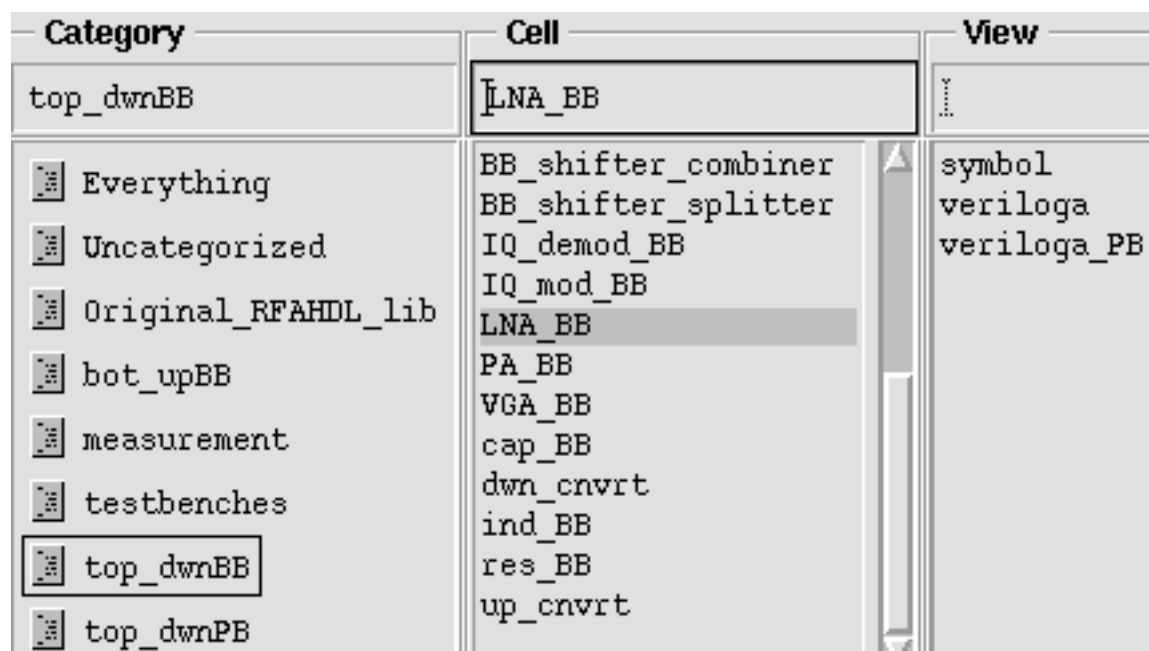 Category
top_dwnBB
Everything
Uncategorized
Original_RFAHDL_lib
bot_upBB
measurement
testbenches
top_dwnBB
top_dwnPB
Cell
LNA_BB
BB_shifter_combiner
BB_shifter_splitter
IQ_demod_BB
IQ_mod_BB
LNA_BB
PA_BB
VGA_BB
cap_BB
dwn_cnvrt
ind_BB
res_BB
up_cnvrt
View
symbol
veriloga
veriloga_PB